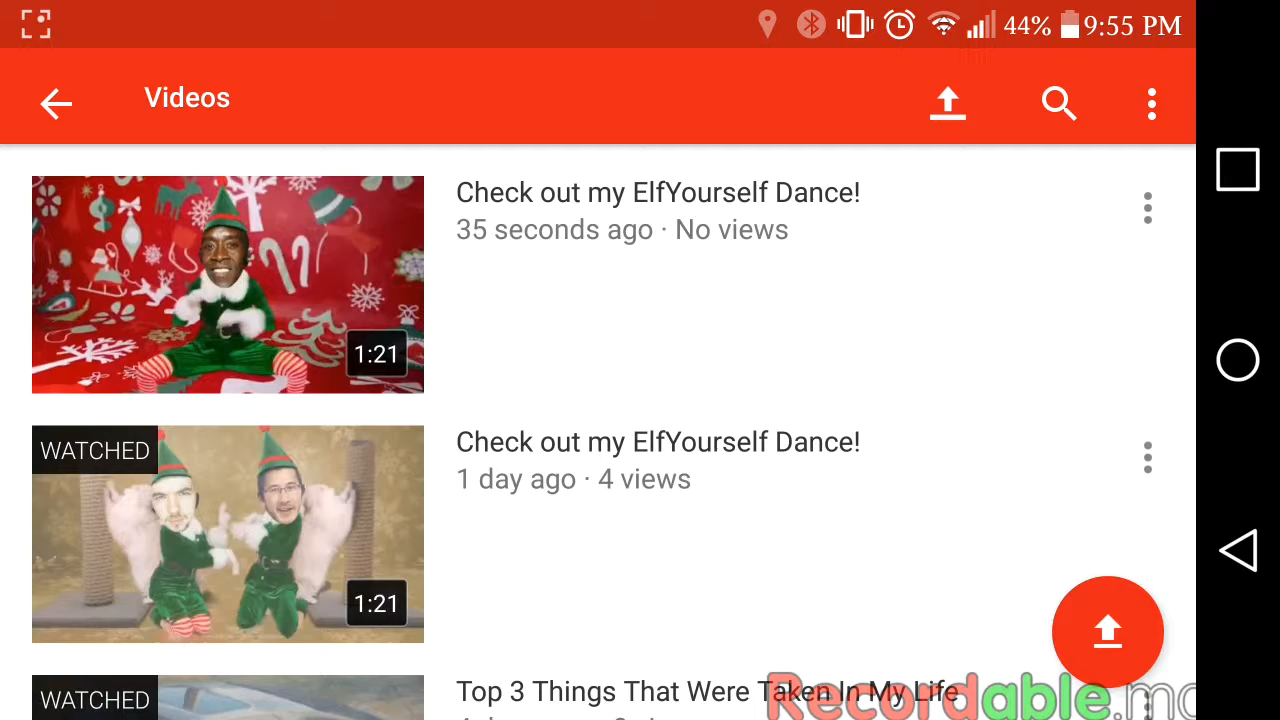 44% 9:55 PM
Videos
Check out my ElfYourself Dance!
35 seconds ago · No views
1:21
WATCHED
Check out my ElfYourself Dance!
1 day ago · 4 views
1:21
WATCHED
Top 3 Things That Were Taken In My Life
Recordable.mo